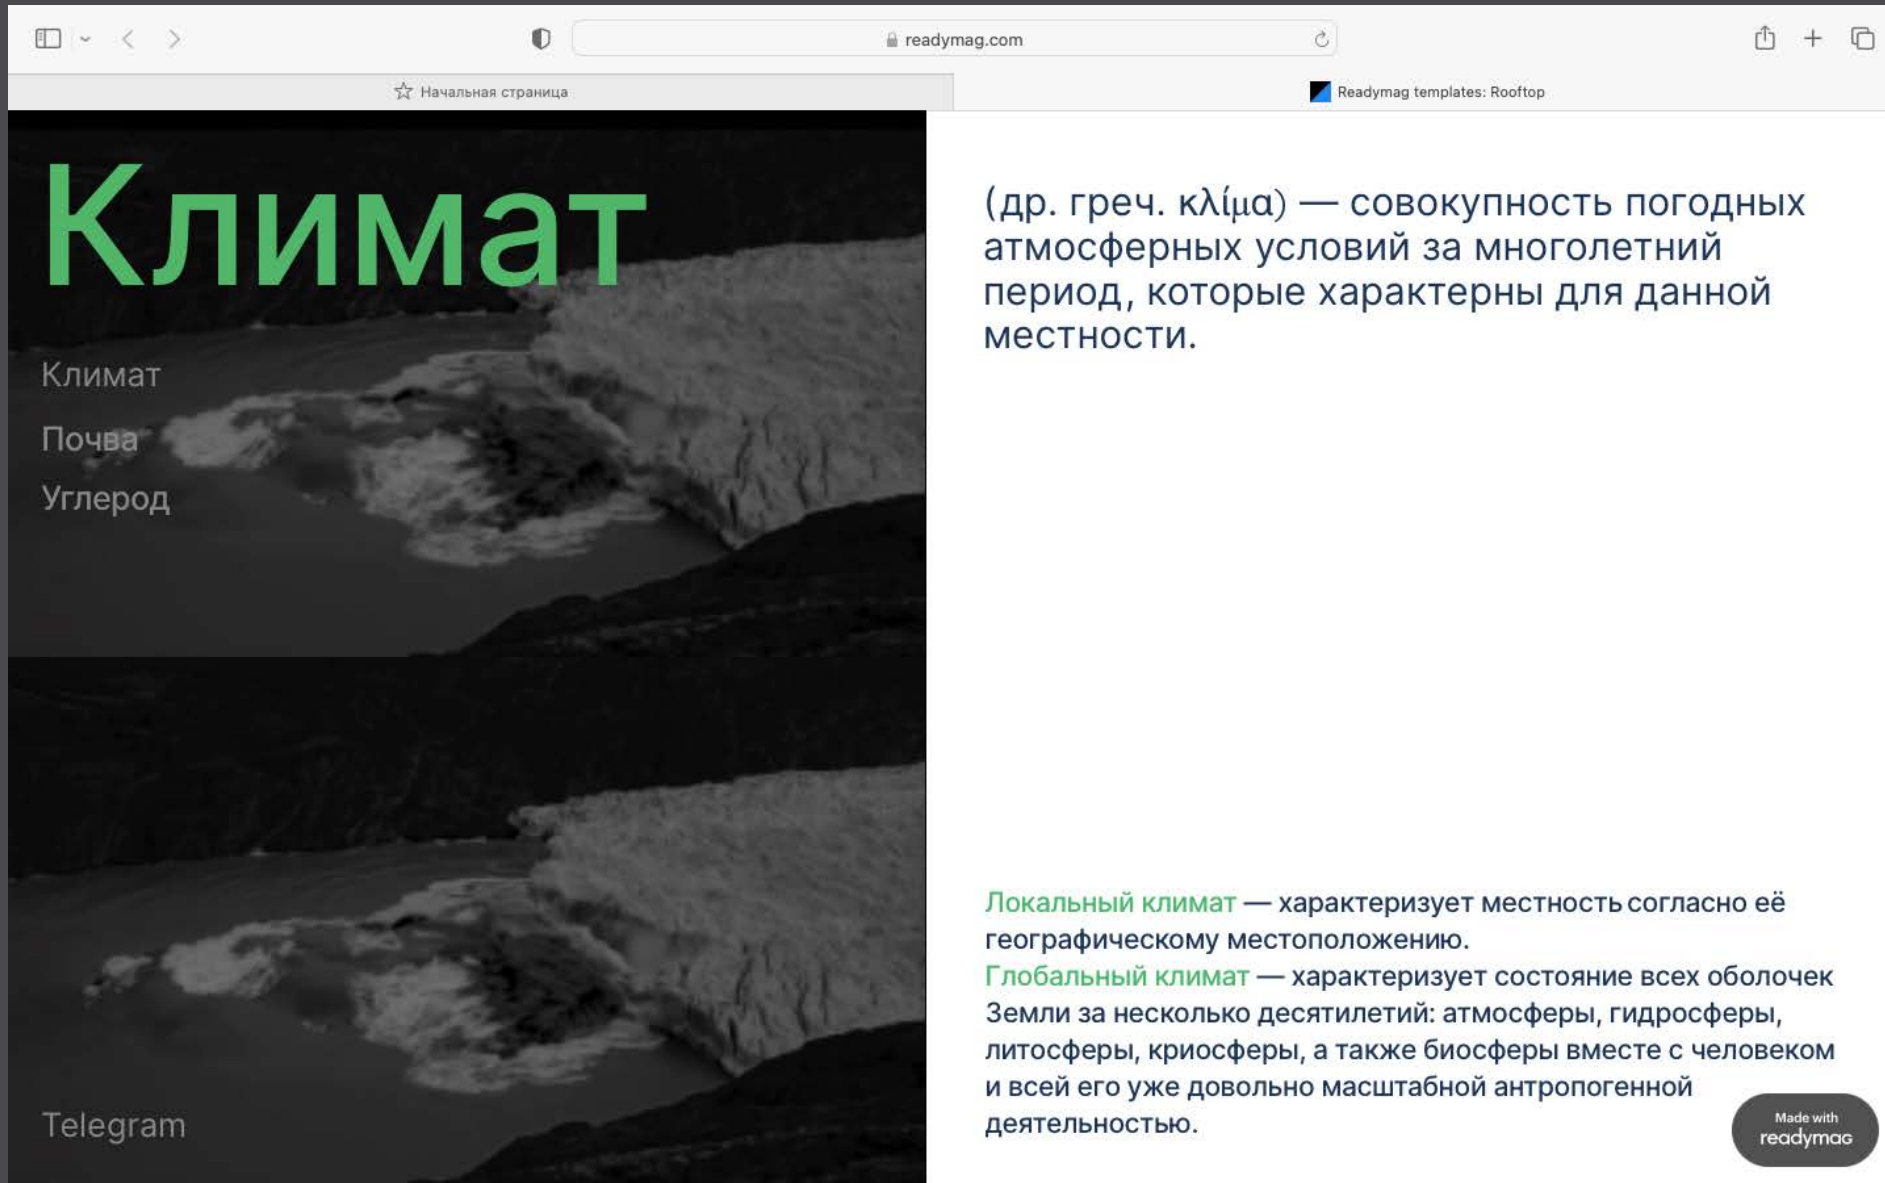 readymag.com
Начальная страница
Readymag templates: Rooftop
Климат
Климат
Почва
Углерод
Telegram
(др. греч. κλίμα) — совокупность погодных
атмосферных условий за многолетний
период, которые характерны для данной
местности.
Локальный климат — характеризует местность согласно её
географическому местоположению.
Глобальный климат — характеризует состояние всех оболочек
Земли за несколько десятилетий: атмосферы, гидросферы,
литосферы, криосферы, а также биосферы вместе с человеком
и всей его уже довольно масштабной антропогенной
деятельностью.
Made with
readymag